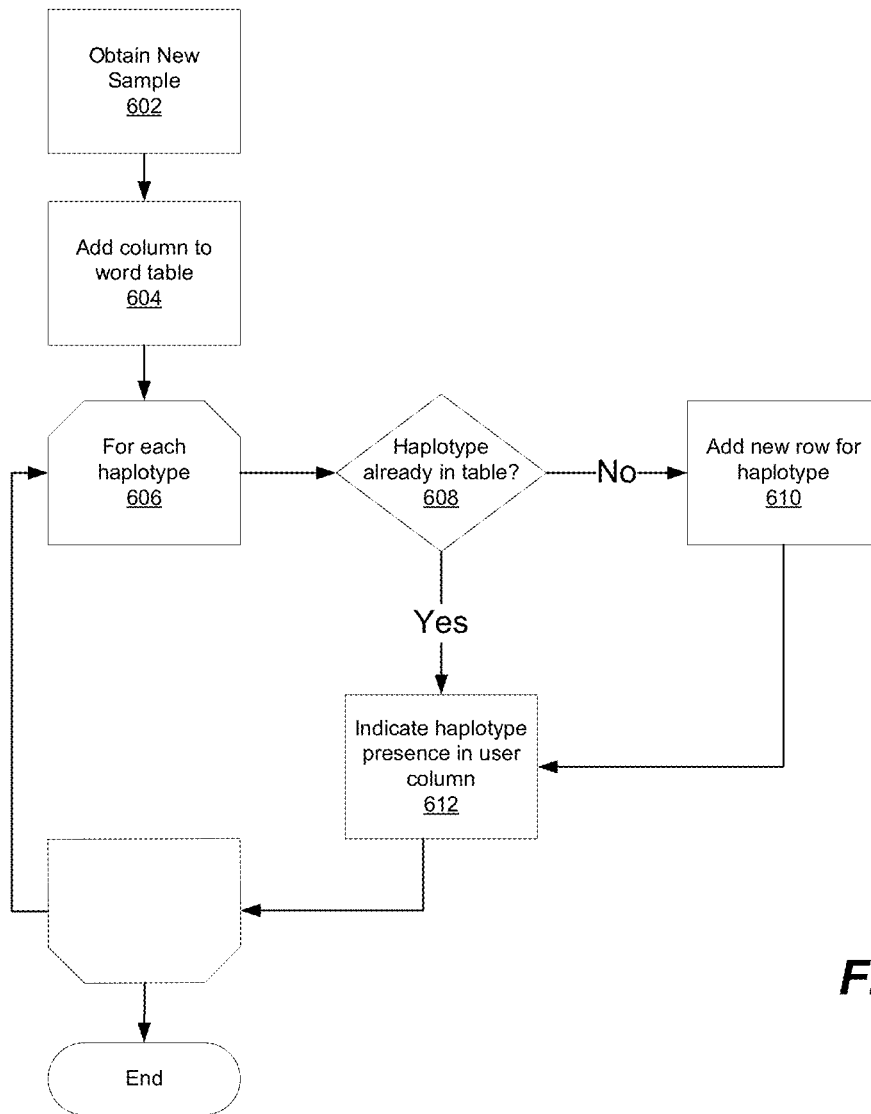 Obtain New
Sample
602
Add column to
word table
604
For each
haplotype
606
Haplotype
already in table?
608
No
Add new row for
haplotype
610
Yes
Indicate haplotype
presence in user
column
612
End